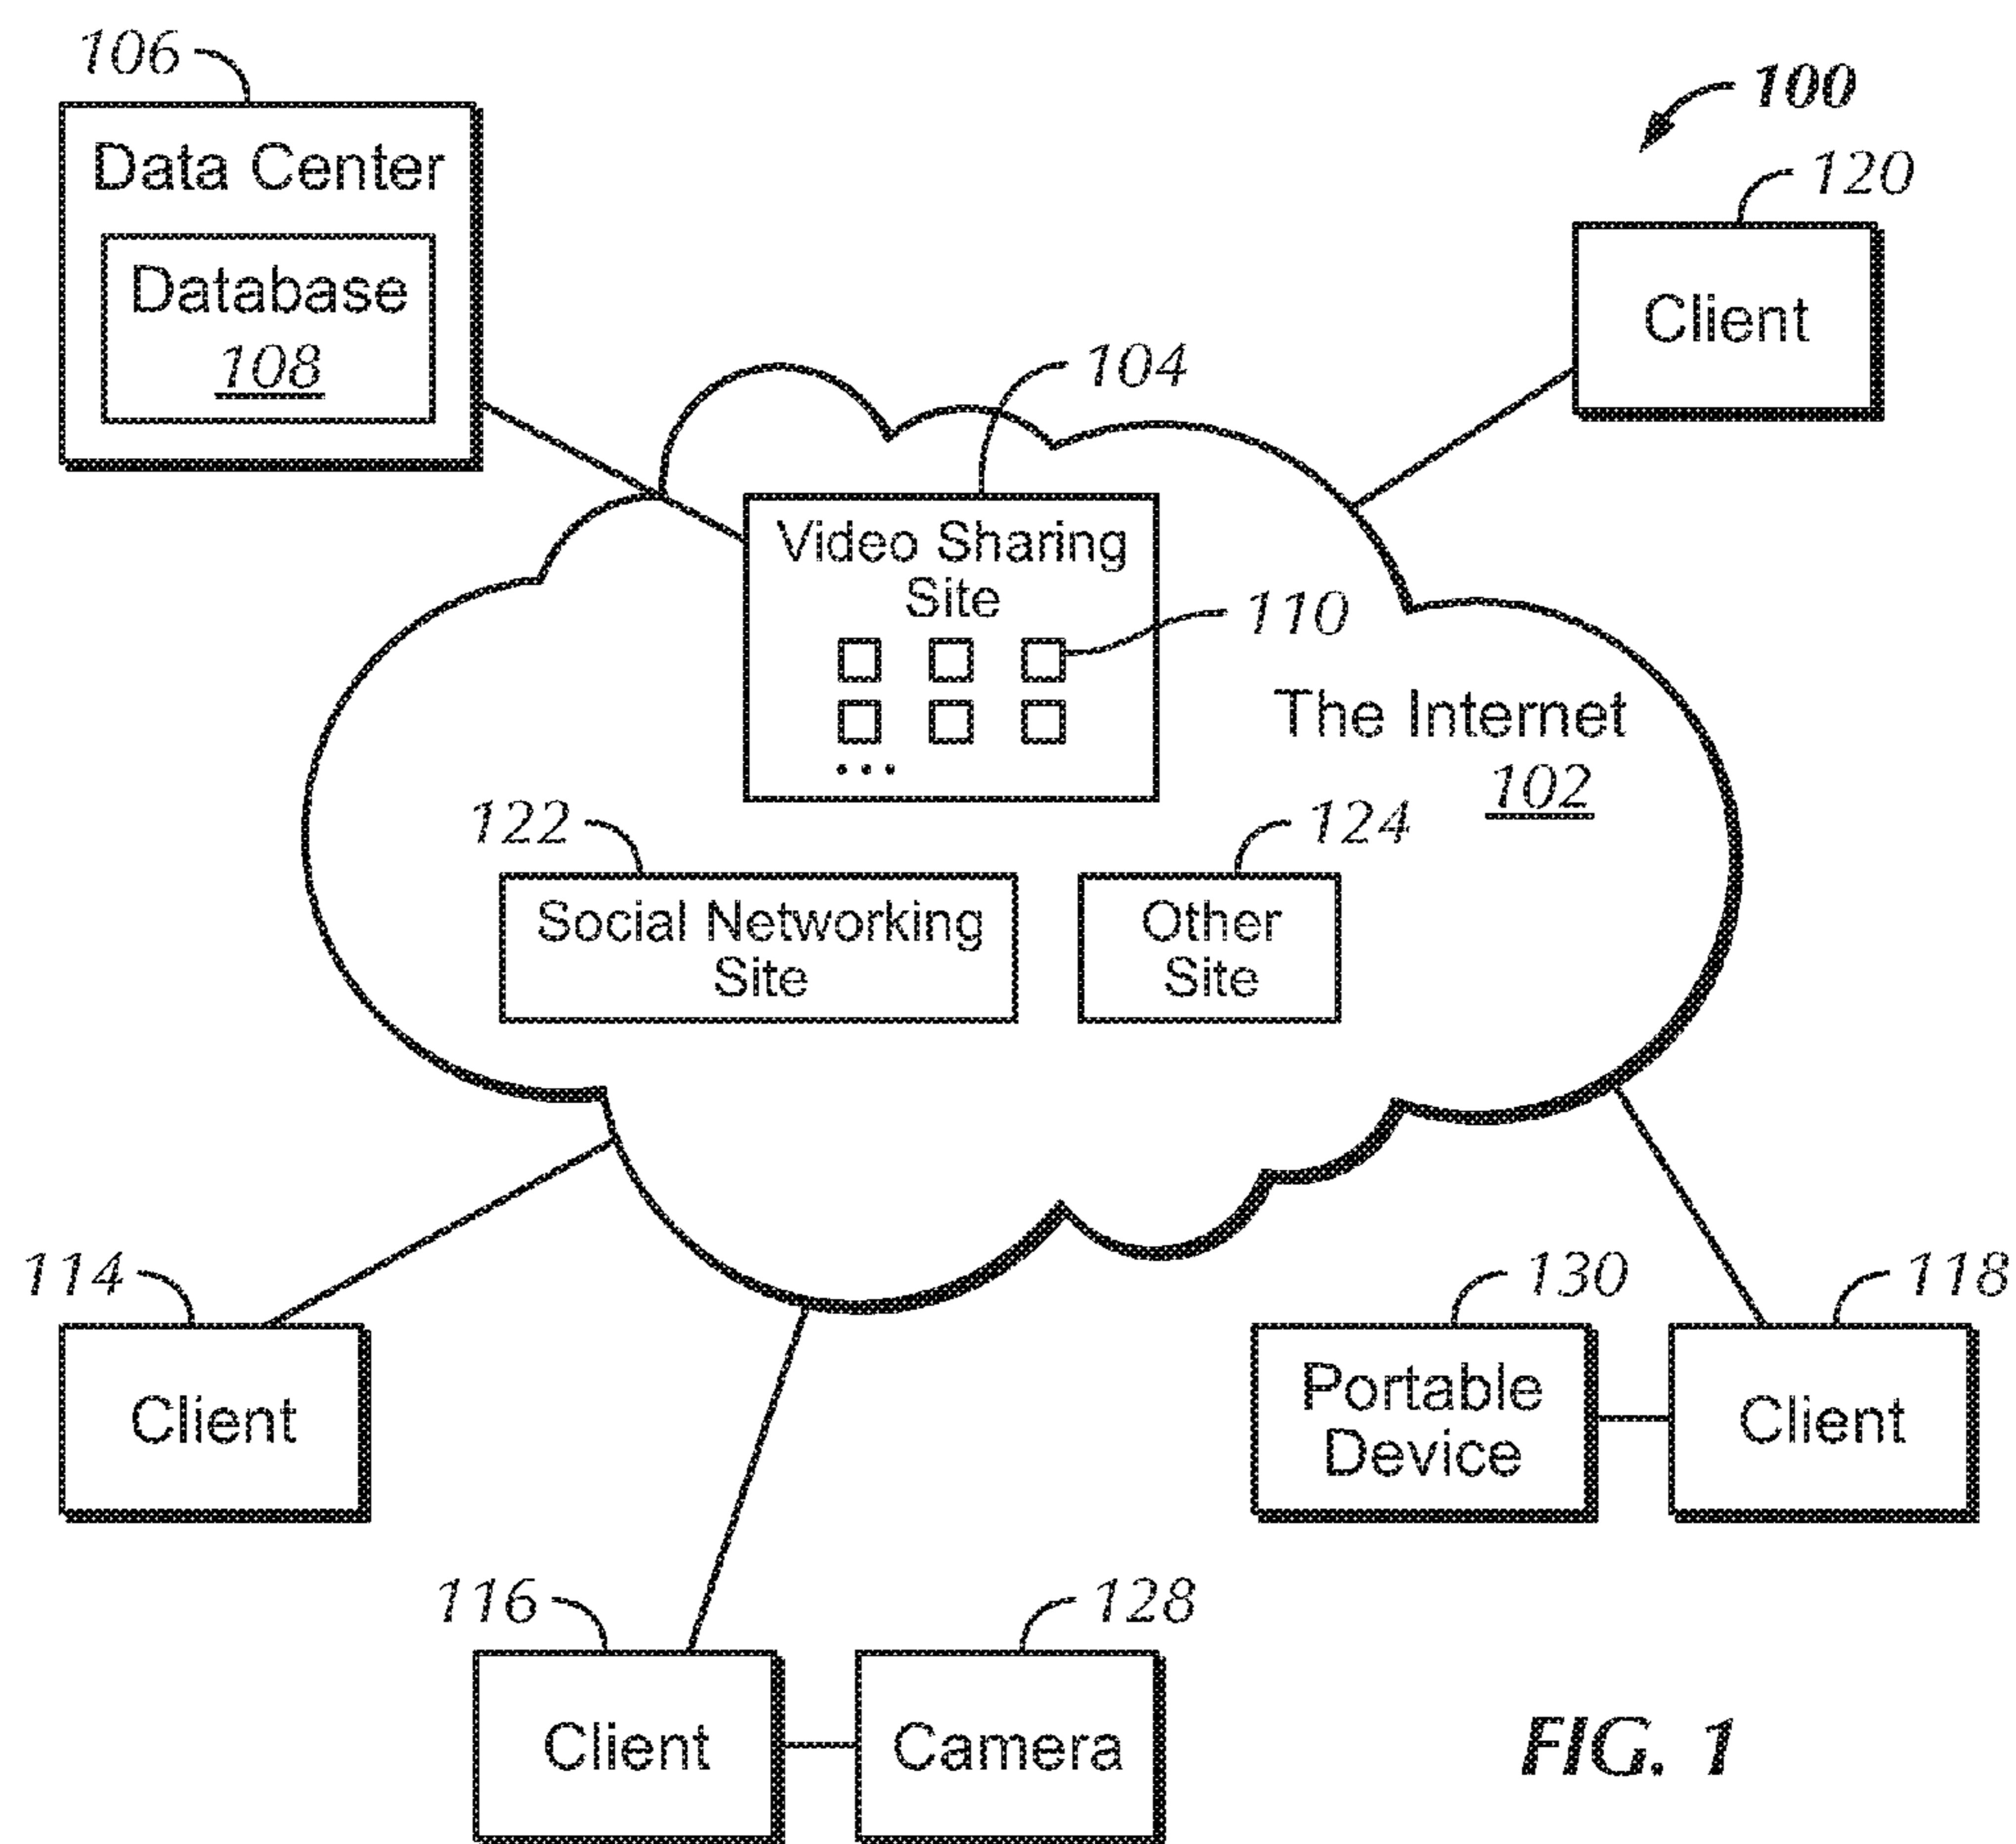 106
100
Data Center
120
Database
108
Client
104
Video Sharing
Site
110
The Internet
102
122
124
Social Networking
Site
Other
Site
114
130
118
Client
Portable
Device
Client
116
128
Client
Camera
FIG. 1
...